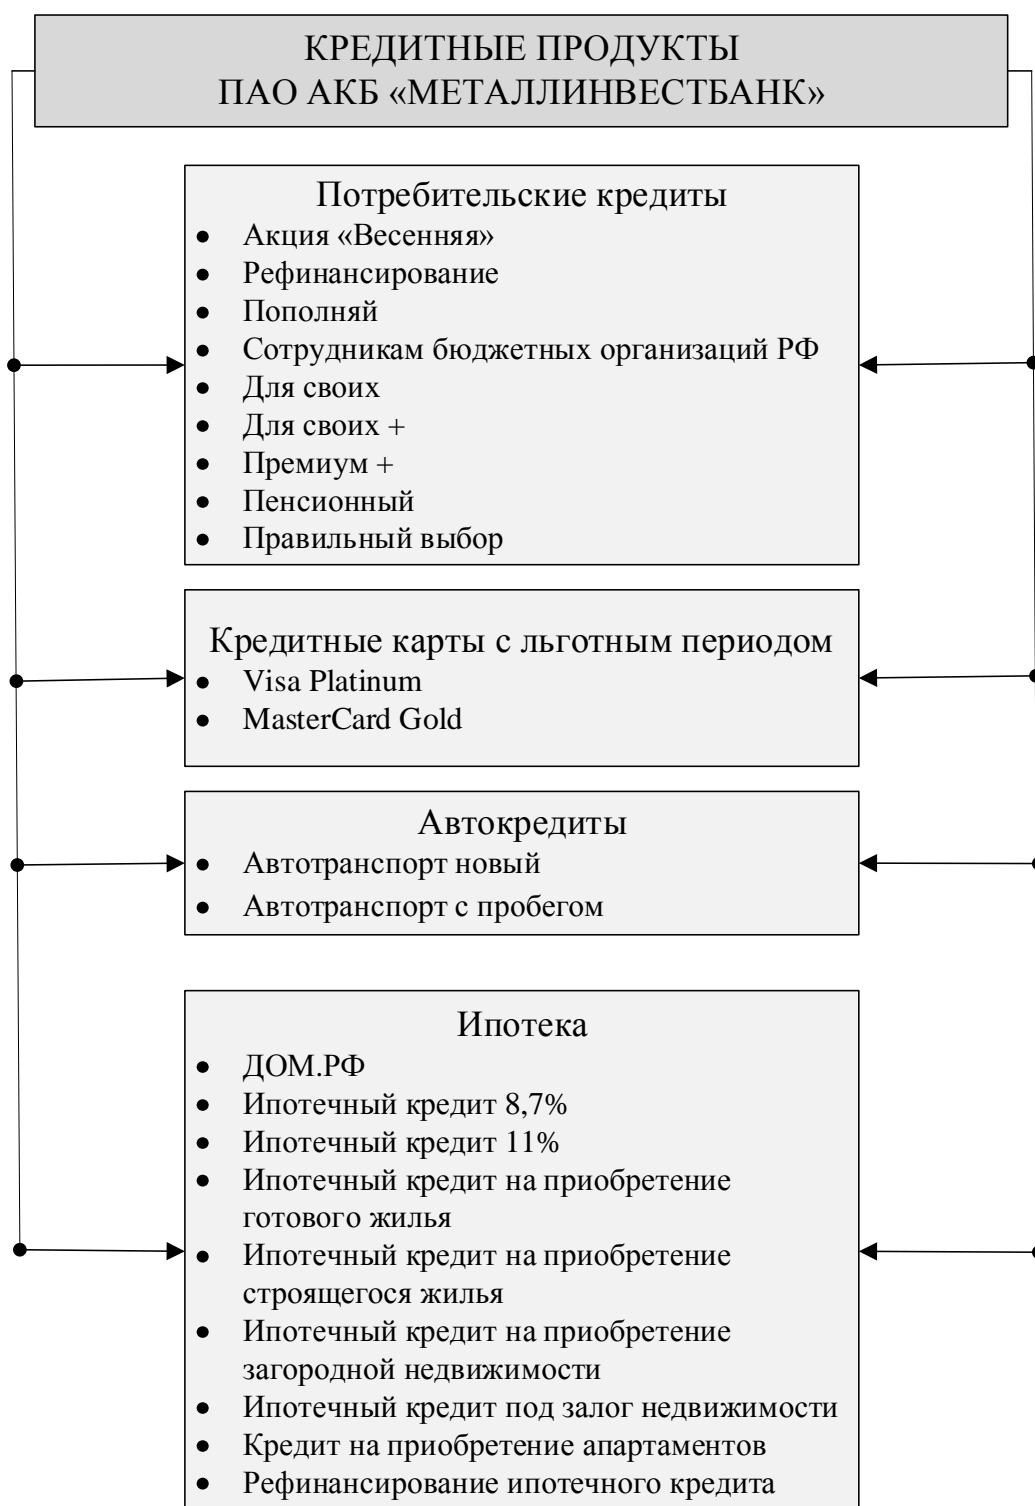 КРЕДИТНЫЕ ПРОДУКТЫ
ПАО АКБ «МЕТАЛЛИНВЕСТБАНК»
Потребительские кредиты
• Акция «Весенняя»
• Рефинансирование
• Пополняй
• Сотрудникам бюджетных организаций РФ
• Для своих
• Для своих +
• Премиум +
• Пенсионный
• Правильный выбор
Кредитные карты с льготным периодом
• Visa Platinum
• MasterCard Gold
Автокредиты
• Автотранспорт новый
• Автотранспорт с пробегом
Ипотека
• ДОМ.РФ
• Ипотечный кредит 8,7%
• Ипотечный кредит 11%
• Ипотечный кредит на приобретение
готового жилья
• Ипотечный кредит на приобретение
строящегося жилья
• Ипотечный кредит на приобретение
загородной недвижимости
• Ипотечный кредит под залог недвижимости
• Кредит на приобретение апартаментов
• Рефинансирование ипотечного кредита